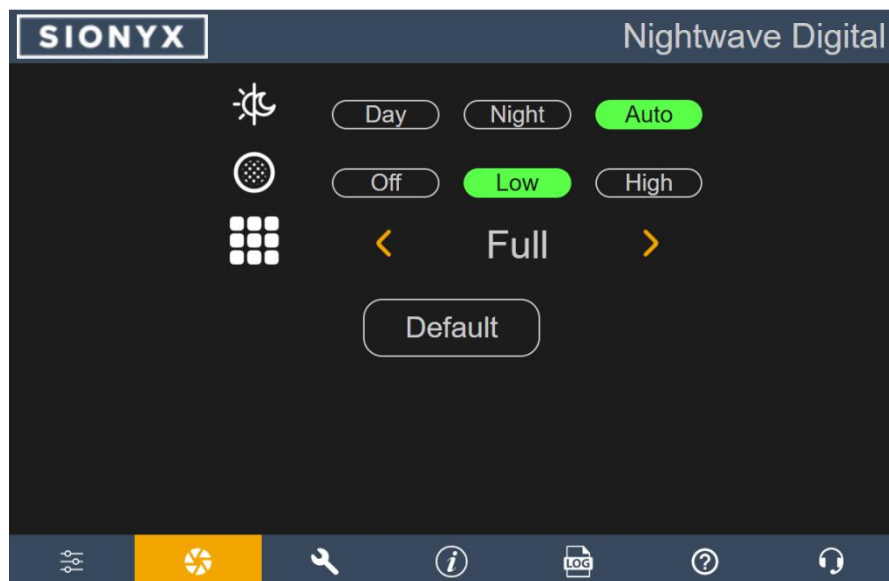 SIONYX Nightwave Digital
Day Night Auto
Off Low High
Full
Default
i LOG ?